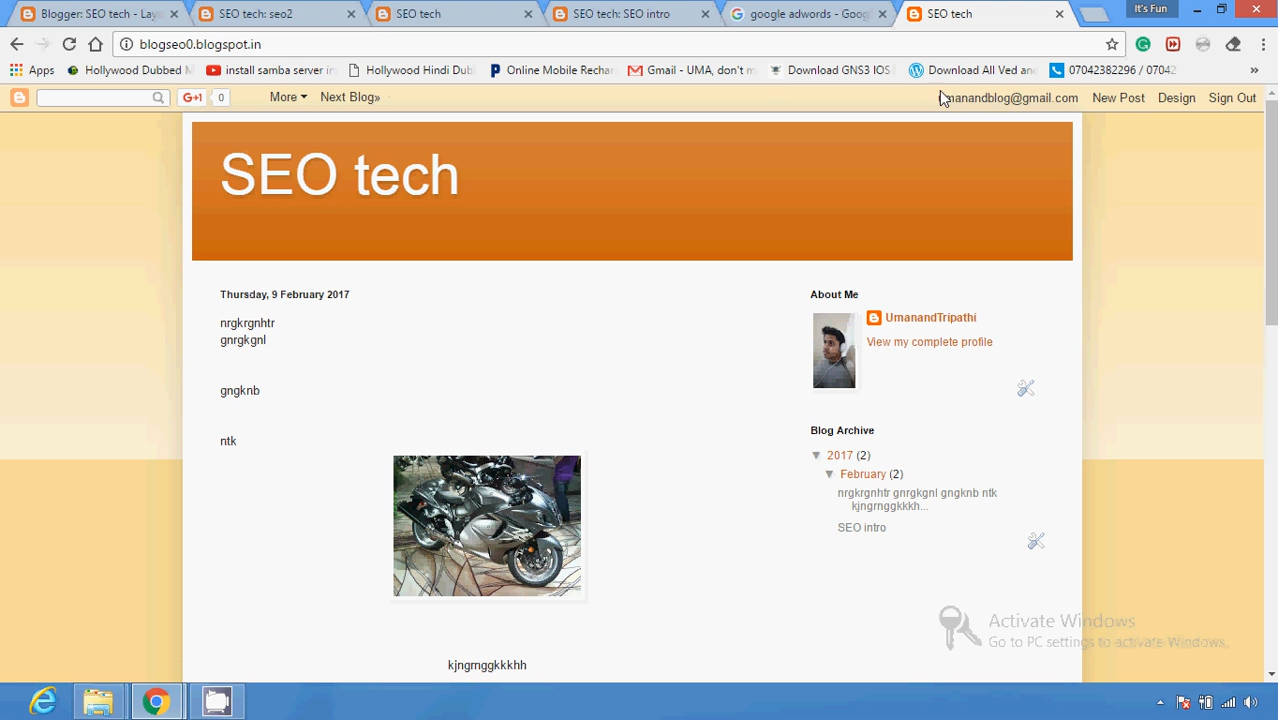 Blogger: SEO tech - Layo
SEO tech: seo2
SEO tech
SEO tech: SEO intro
google adwords - Goog
SEO tech
It's Fun
blogseo0.blogspot.in
Apps
Hollywood Dubbed M
install samba server in
Hollywood Hindi Dub
Online Mobile Rechar
Gmail - UMA, don't m
Download GNS3 IOS
Download All Ved and
07042382296 / 07042
»
G+1 0
More
Next Blog»
manandblog@gmail.com
New Post
Design
Sign Out
SEO tech
Thursday, 9 February 2017
nrgkrgnhtr
gnrgkgnl
gngknb
ntk
kjngrnggkkkhh
About Me
UmanandTripathi
View my complete profile
Blog Archive
▼ 2017 (2)
▼ February (2)
nrgkrgnhtr gnrgkgnl gngknb ntk
kjngrnggkkkh...
SEO intro
Activate Windows
Go to PC settings to activate Windows.